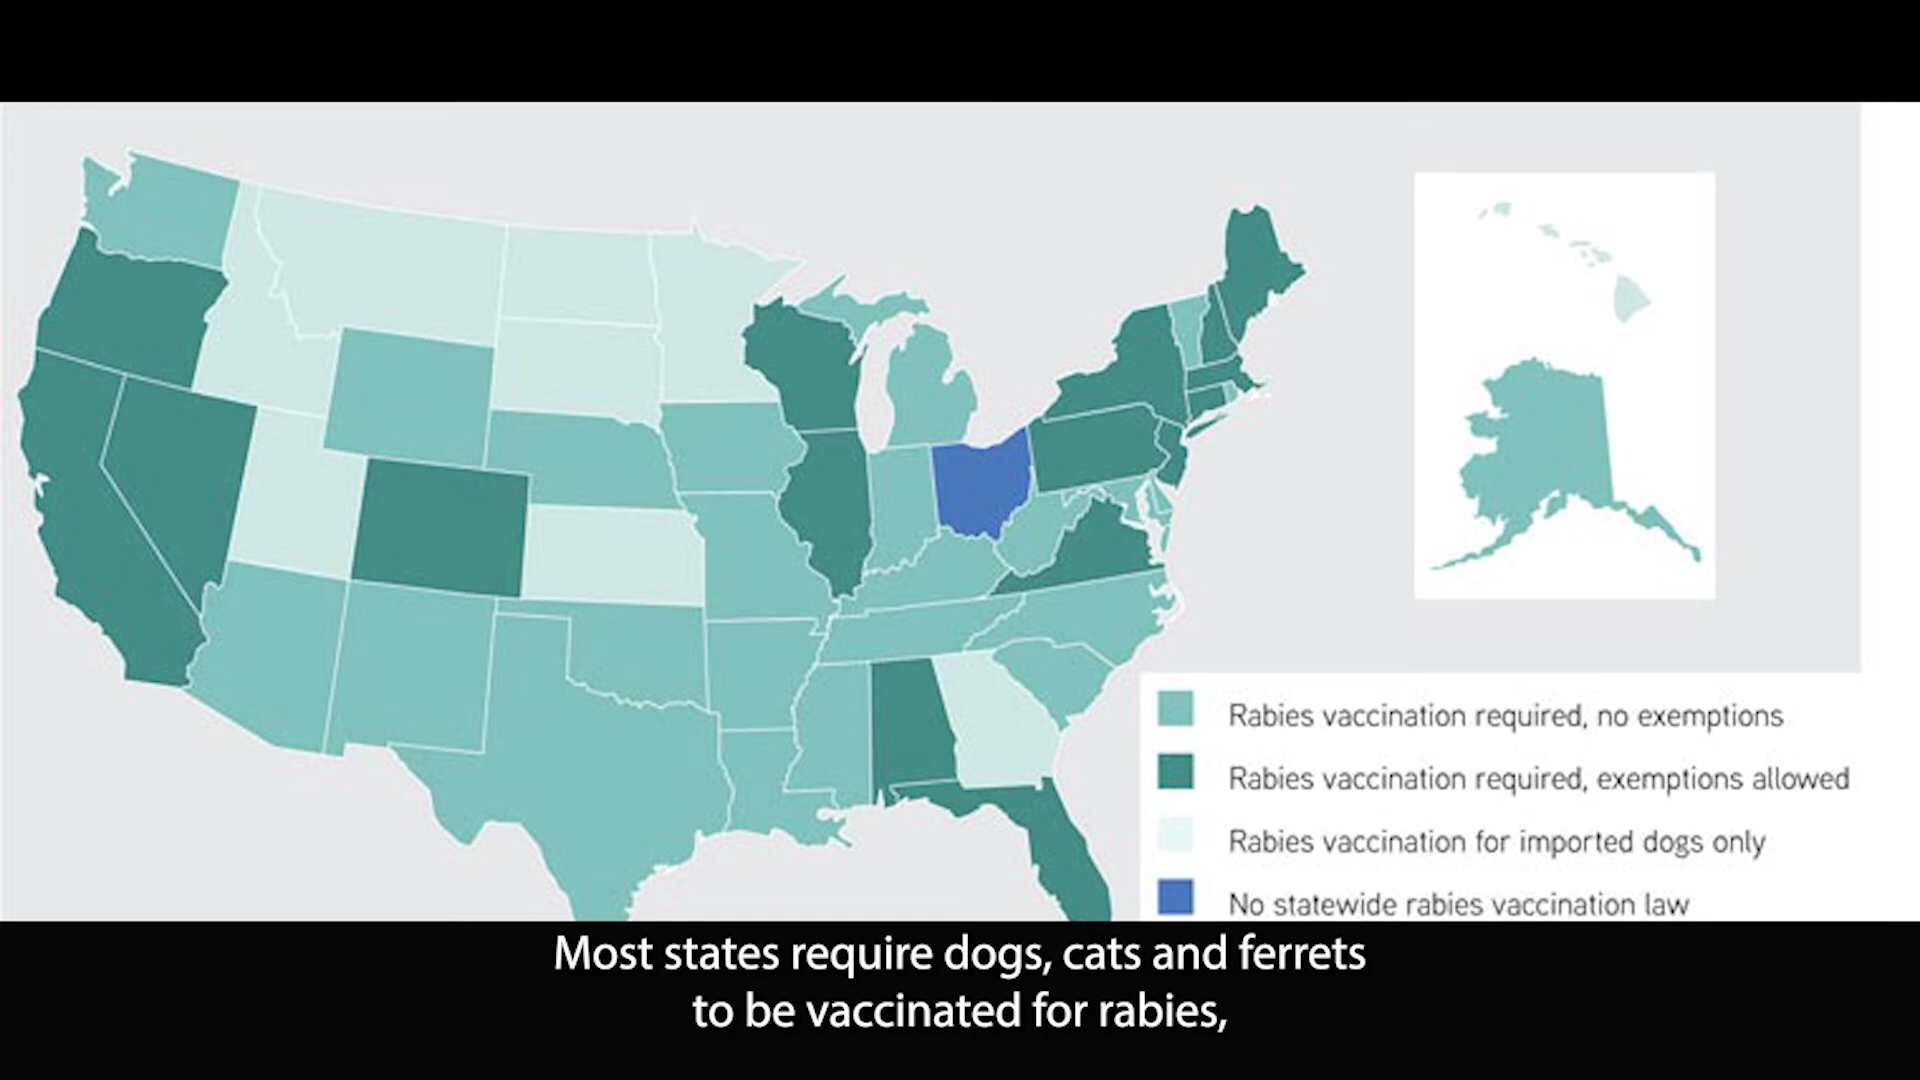 Rabies vaccination required, no exemptions
Rabies vaccination required, exemptions allowed
Rabies vaccination for imported dogs only
No statewide rabies vaccination law
Most states require dogs, cats and ferrets
to be vaccinated for rabies,